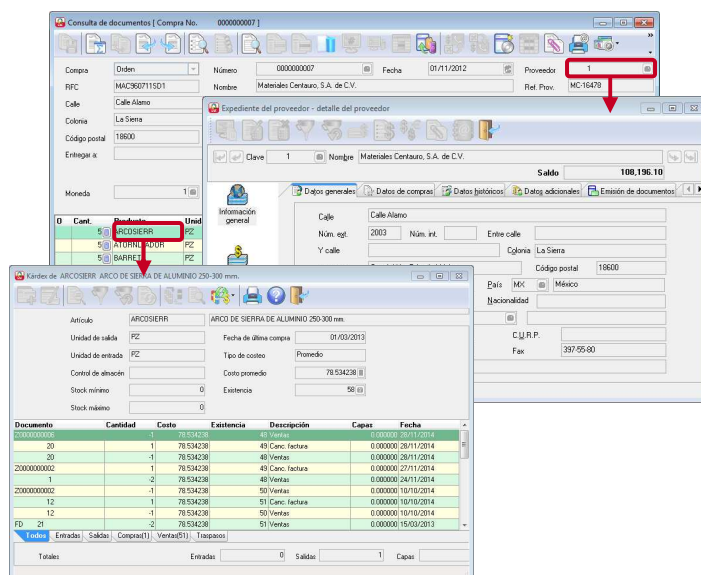 Consulta de documentos [ Compra No. 0000000007 ]
Compra Orden Número 0000000007 Fecha 01/11/2012 Proveedor 1
RFC MAC960711SD1 Nombre Materiales Centauro, S.A. de C.V. Ref. Prov. MC-16478
Calle Calle Alamo
Colonia La Sierra
Código postal 18600
Entregar a:
Moneda 1
Cant. Producto Unid
5 ARCOSIERR PZ
5 ATORNILLADOR PZ
5 BARRET PZ
Expediente del proveedor - detalle del proveedor
Clave 1 Nombre Materiales Centauro, S.A. de C.V.
Saldo 108,196.10
Información general
Datos generales Datos de compras Datos históricos Datos adicionales Emisión de documentos
Calle Calle Alamo
Núm. ext. 2003 Núm. int. Entre calle
Y calle Colonia La Sierra
Código postal 18600
País MX México
Nacionalidad
C.U.R.P.
Fax 397-55-80
Kárdex de ARCOSIERR ARCO DE SIERRA DE ALUMINIO 250-300 mm.
Artículo ARCOSIERR ARCO DE SIERRA DE ALUMINIO 250-300 mm.
Unidad de salida PZ Fecha de última compra 01/03/2013
Unidad de entrada PZ Tipo de costeo Promedio
Control de almacén Costo promedio 78.534238
Stock mínimo 0 Existencia 58
Stock máximo 0
Documento Cantidad Costo Existencia Descripción Capas Fecha
Z0000000006 -1 78.534238 48 Ventas 0.000000 28/11/2014
20 1 78.534238 49 Canc. factura 0.000000 28/11/2014
20 -1 78.534238 48 Ventas 0.000000 28/11/2014
Z0000000002 1 78.534238 49 Canc. factura 0.000000 27/11/2014
1 -2 78.534238 48 Ventas 0.000000 24/11/2014
Z0000000002 -1 78.534238 50 Ventas 0.000000 10/10/2014
12 1 78.534238 51 Canc. factura 0.000000 10/10/2014
12 -1 78.534238 50 Ventas 0.000000 10/10/2014
FD 21 -2 78.534238 51 Ventas 0.000000 15/03/2013
Todos Entradas Salidas Compras(1) Ventas(51) Traspasos
Totales Entradas 0 Salidas 1 Capas